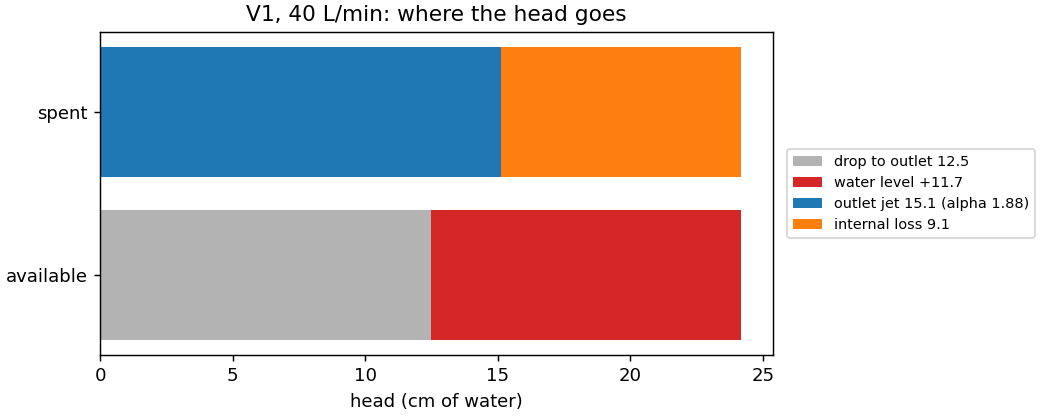 V1, 40 L/min: where the head goes
spent
available
0 5 10 15 20 25
head (cm of water)
drop to outlet 12.5
water level +11.7
outlet jet 15.1 (alpha 1.88)
internal loss 9.1